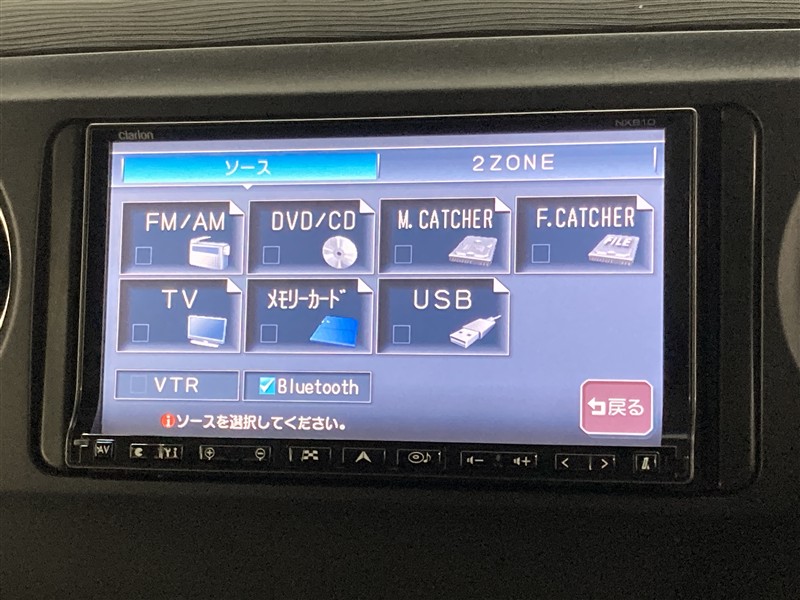 clarion NX810
ソース 2ZONE
FM/AM DVD/CD M.CATCHER F.CATCHER
FILE
TV メモリーカード USB
VTR Bluetooth
戻る
ソースを選択してください。
AV